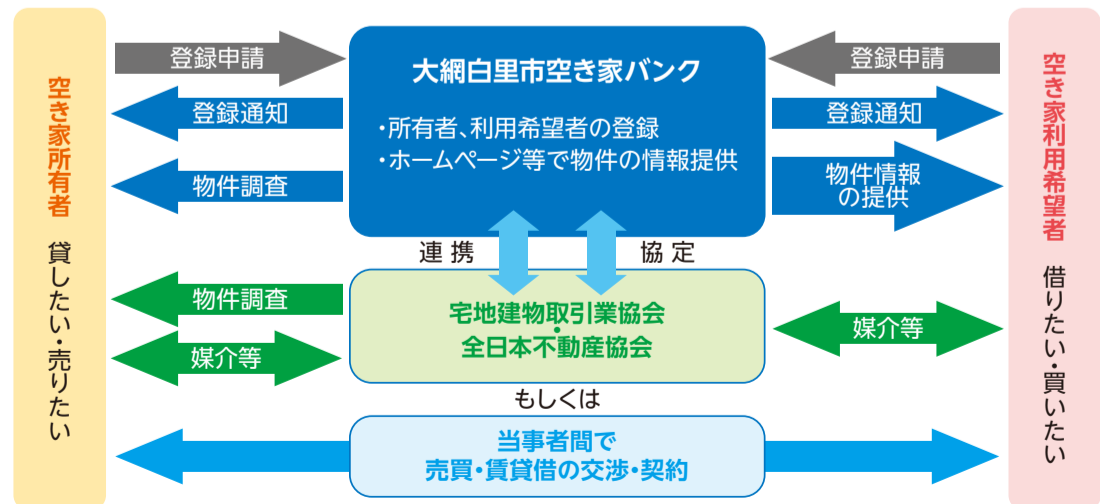 空き家所有者 貸したい・売りたい
登録申請
登録通知
物件調査
大網白里市空き家バンク
・所有者、利用希望者の登録
・ホームページ等で物件の情報提供
登録申請
登録通知
物件情報
の提供
連携
協定
物件調査
媒介等
宅地建物取引業協会
・
全日本不動産協会
媒介等
もしくは
当事者間で
売買・賃貸借の交渉・契約
空き家利用希望者 借りたい・買いたい